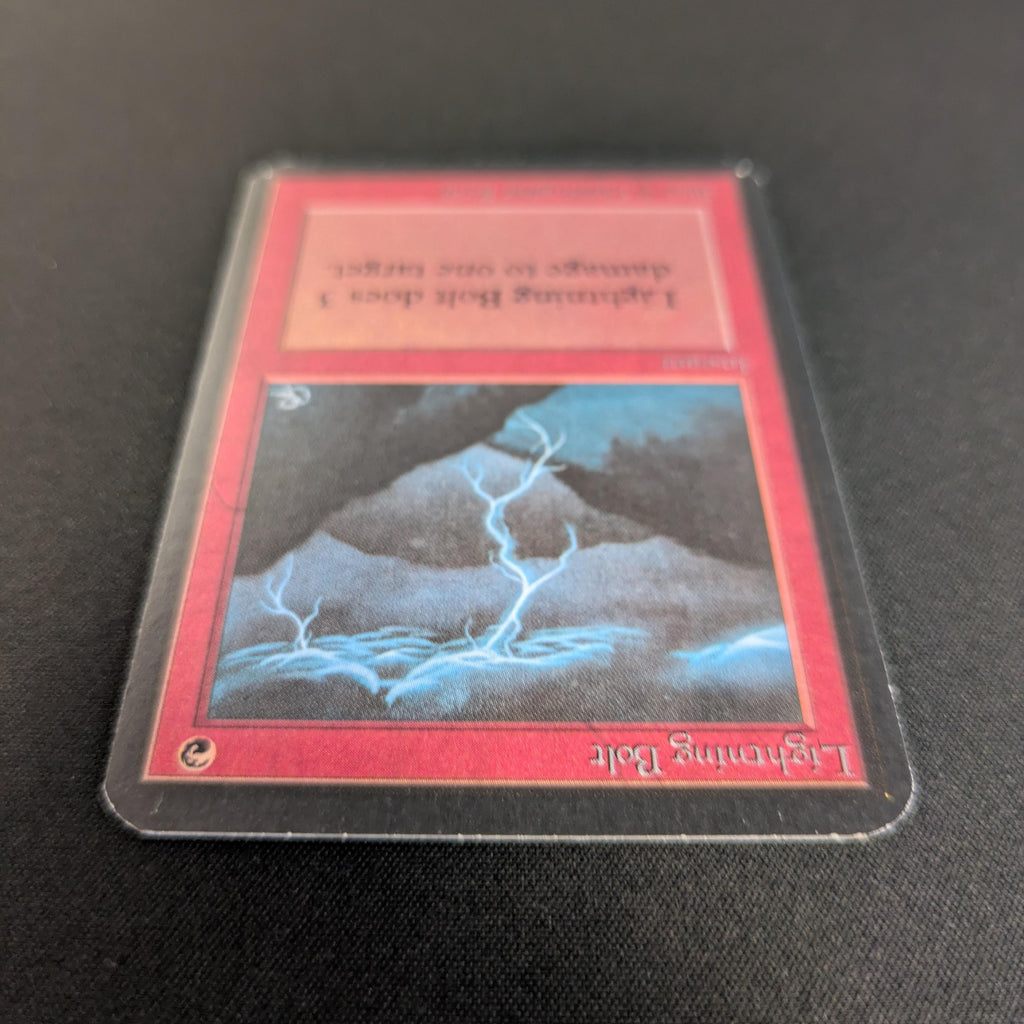 Lightning Bolt
Instant
Lightning Bolt does 3
damage to one target.